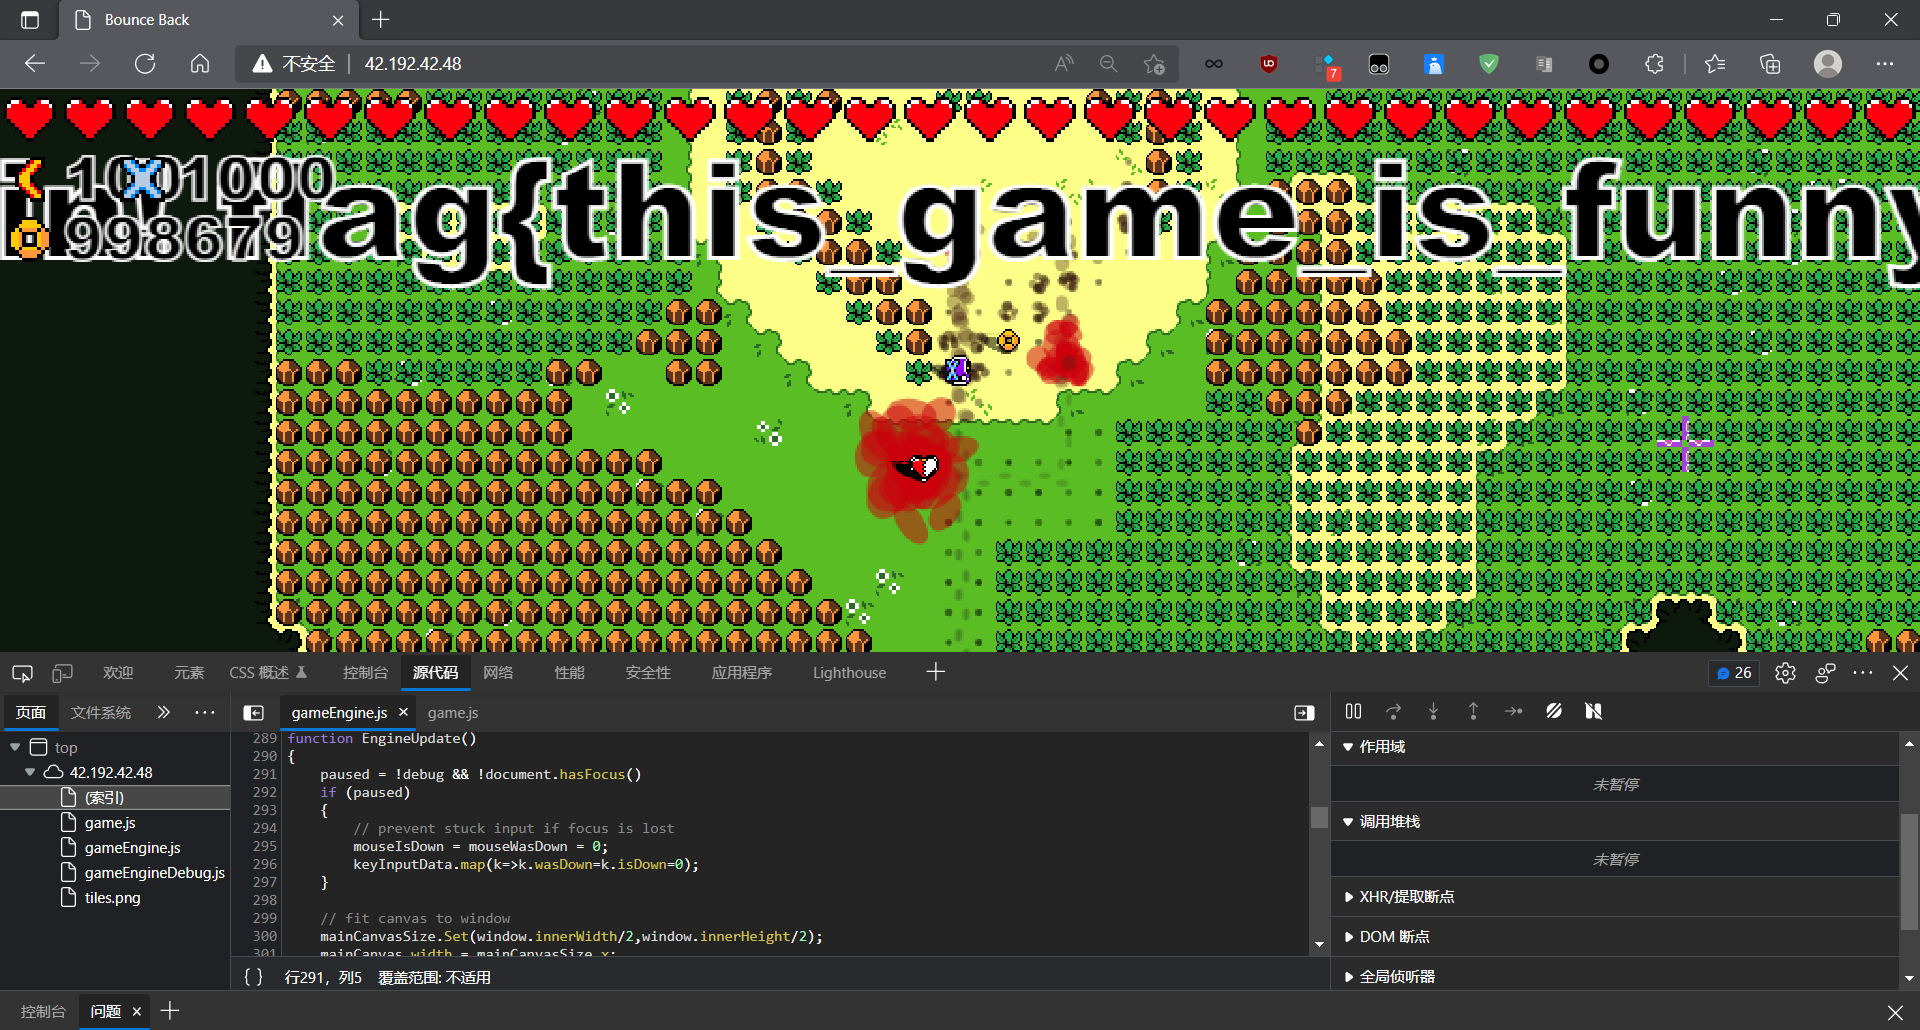 Bounce Back
不安全 42.192.42.48
7
1001000
998679
ag{this_game_is_funny
欢迎 元素 CSS 概述 控制台 源代码 网络 性能 安全性 应用程序 Lighthouse 26
页面 文件系统 gameEngine.js game.js
top
42.192.42.48
(索引)
game.js
gameEngine.js
gameEngineDebug.js
tiles.png
289 function EngineUpdate()
290 {
291 paused = !debug && !document.hasFocus()
292 if (paused)
293 {
294 // prevent stuck input if focus is lost
295 mouseIsDown = mouseWasDown = 0;
296 keyInputData.map(k=>k.wasDown=k.isDown=0);
297 }
298
299 // fit canvas to window
300 mainCanvasSize.Set(window.innerWidth/2,window.innerHeight/2);
301 mainCanvas.width = mainCanvasSize.x;
{ } 行291, 列5 覆盖范围: 不适用
作用域
未暂停
调用堆栈
未暂停
XHR/提取断点
DOM 断点
全局侦听器
控制台 问题